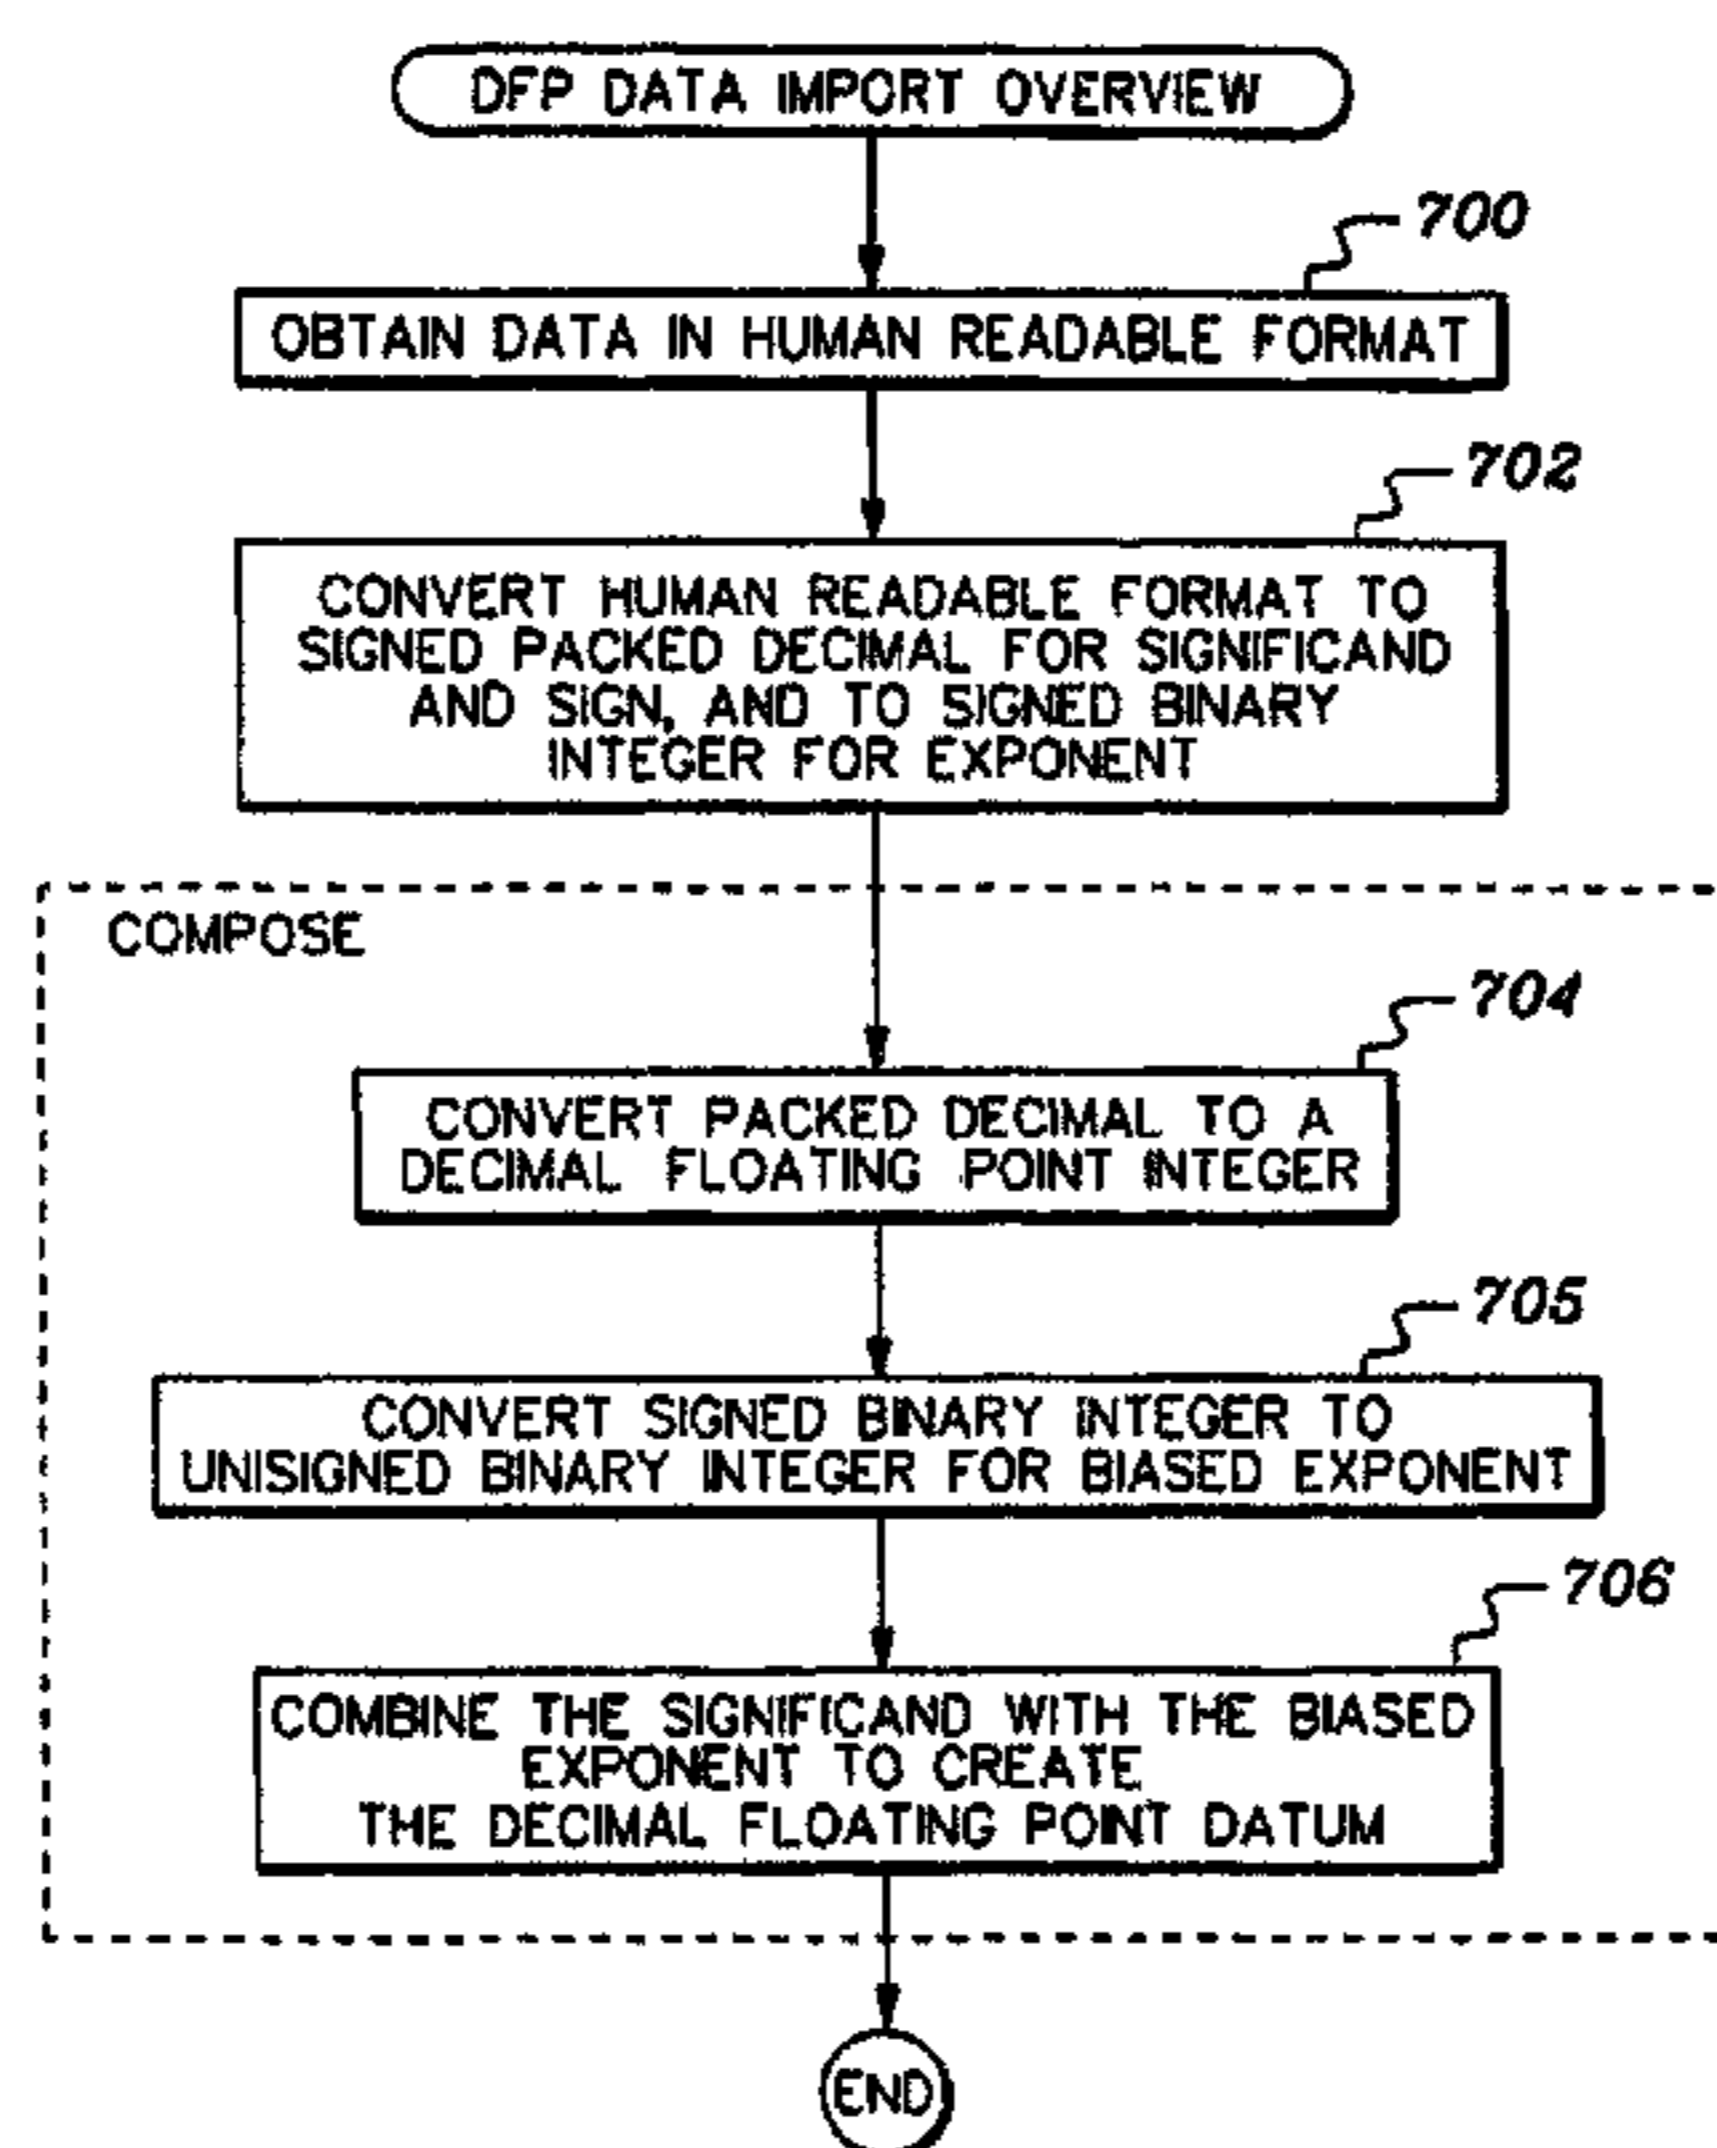 DFP DATA IMPORT OVERVIEW
700
OBTAIN DATA IN HUMAN READABLE FORMAT
702
CONVERT HUMAN READABLE FORMAT TO
SIGNED PACKED DECIMAL FOR SIGNIFICAND
AND SIGN, AND TO SIGNED BINARY
INTEGER FOR EXPONENT
COMPOSE
704
CONVERT PACKED DECIMAL TO A
DECIMAL FLOATING POINT INTEGER
705
CONVERT SIGNED BINARY INTEGER TO
UNISIGNED BINARY INTEGER FOR BIASED EXPONENT
706
COMBINE THE SIGNIFICAND WITH THE BIASED
EXPONENT TO CREATE
THE DECIMAL FLOATING POINT DATUM
END